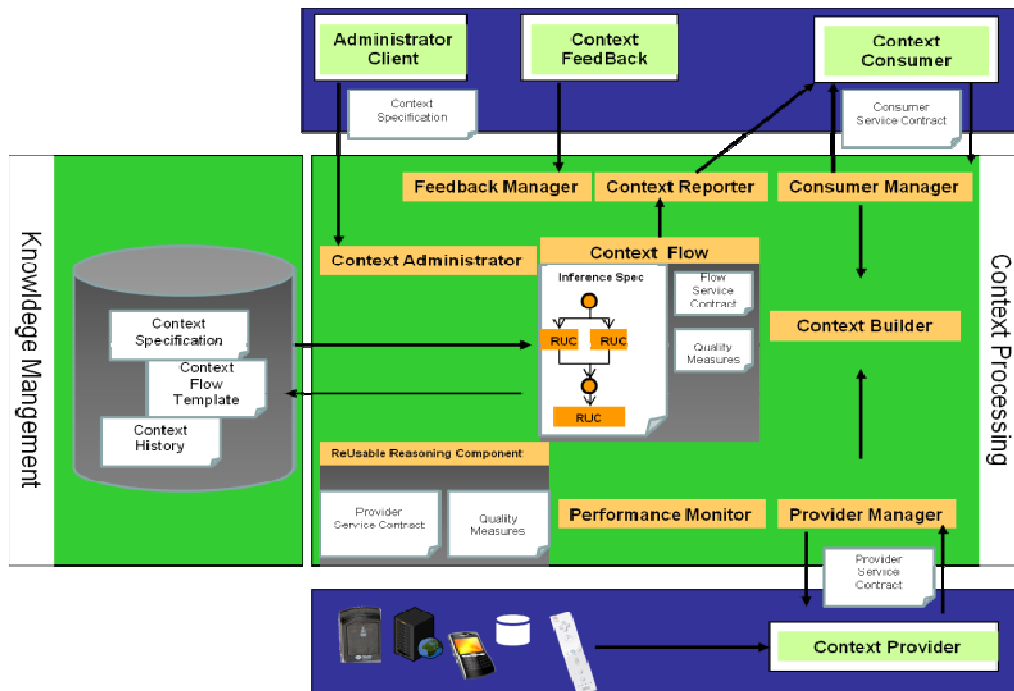 Administrator
Client
Context
FeedBack
Context
Consumer
Context
Specification
Consumer
Service Contract
Feedback Manager
Context Reporter
Consumer Manager
Knowldege Mangement
Context Administrator
Context Flow
Inference Spec
RUC
RUC
RUC
Flow
Service
Contract
Quality
Measures
Context Builder
Context Processing
Context
Specification
Context
Flow
Template
Context
History
ReUsable Reasoning Component
Provider
Service Contract
Quality
Measures
Performance Monitor
Provider Manager
Provider
Service
Contract
Context Provider